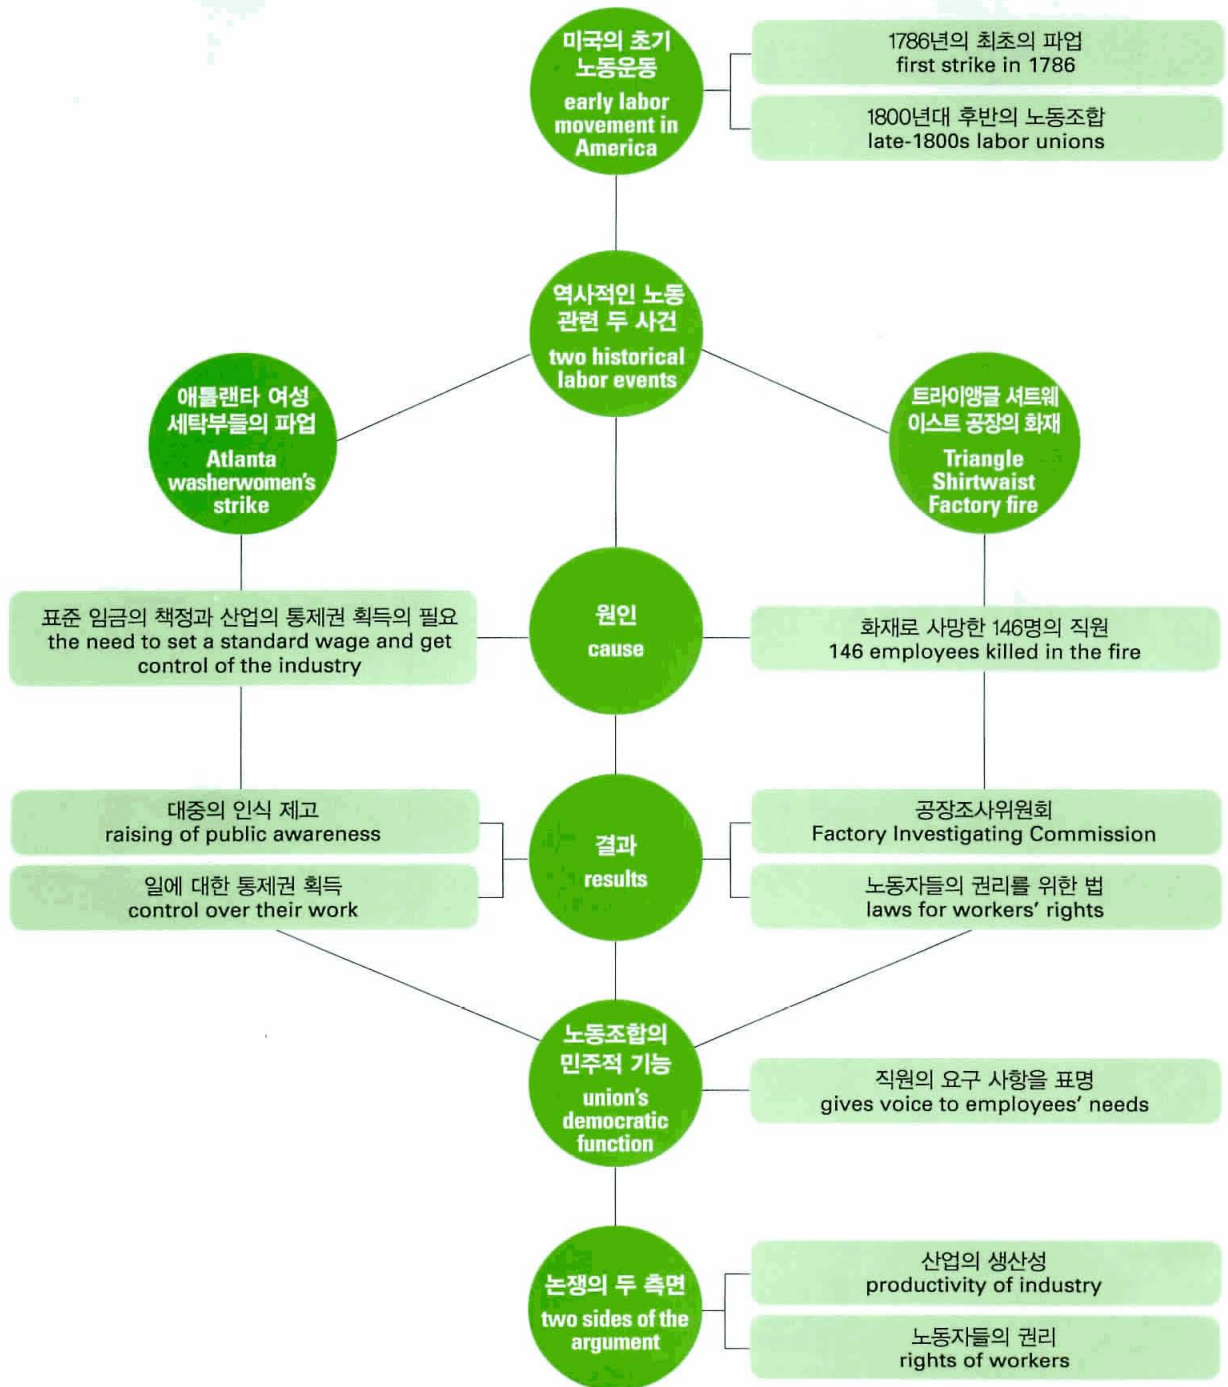 미국의 초기
노동운동
early labor
movement in
America
1786년의 최초의 파업
first strike in 1786
1800년대 후반의 노동조합
late-1800s labor unions
역사적인 노동
관련 두 사건
two historical
labor events
애틀랜타 여성
세탁부들의 파업
Atlanta
washerwomen's
strike
트라이앵글 셔트웨
이스트 공장의 화재
Triangle
Shirtwaist
Factory fire
표준 임금의 책정과 산업의 통제권 획득의 필요
the need to set a standard wage and get
control of the industry
원인
cause
화재로 사망한 146명의 직원
146 employees killed in the fire
대중의 인식 제고
raising of public awareness
일에 대한 통제권 획득
control over their work
결과
results
공장조사위원회
Factory Investigating Commission
노동자들의 권리를 위한 법
laws for workers' rights
노동조합의
민주적 기능
union's
democratic
function
직원의 요구 사항을 표명
gives voice to employees' needs
논쟁의 두 측면
two sides of the
argument
산업의 생산성
productivity of industry
노동자들의 권리
rights of workers